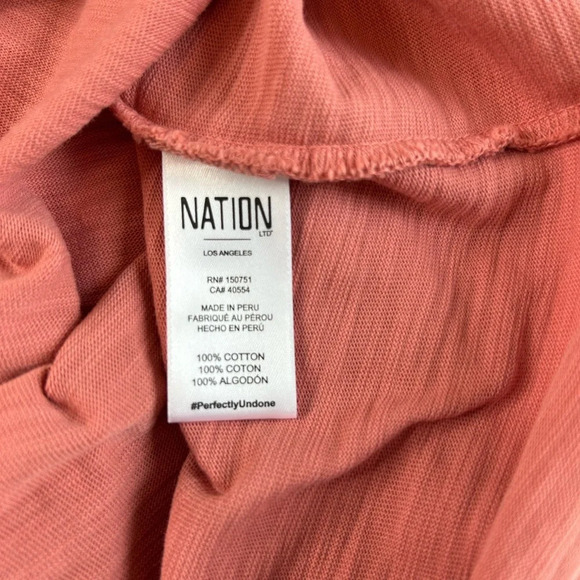 NATION
LTD
LOS ANGELES
RN# 150751
CA# 40554
MADE IN PERU
FABRIQUÉ AU PÉROU
HECHO EN PERÚ
100% COTTON
100% COTON
100% ALGODÓN
#PerfectlyUndone